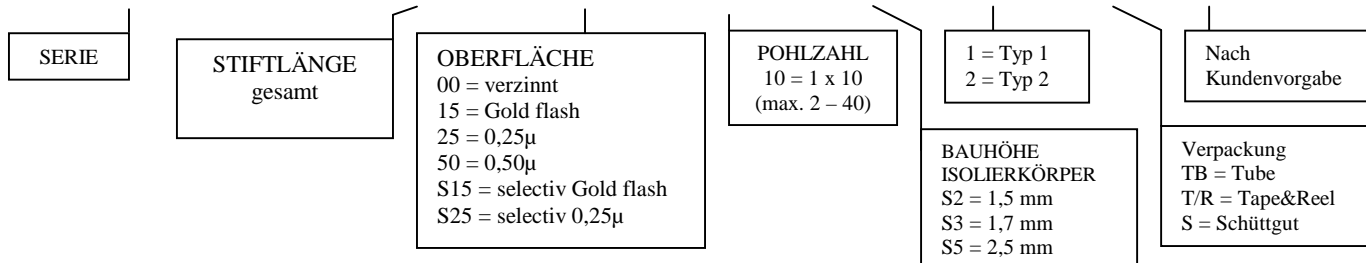 SERIE
STIFTLÄNGE
gesamt
OBERFLÄCHE
00 = verzinnt
15 = Gold flash
25 = 0,25µ
50 = 0,50µ
S15 = selectiv Gold flash
S25 = selectiv 0,25µ
POHLZAHL
10 = 1 x 10
(max. 2 – 40)
BAUHÖHE
ISOLIERKÖRPER
S2 = 1,5 mm
S3 = 1,7 mm
S5 = 2,5 mm
1 = Typ 1
2 = Typ 2
Verpackung
TB = Tube
T/R = Tape&Reel
S = Schüttgut
Nach
Kundenvorgabe